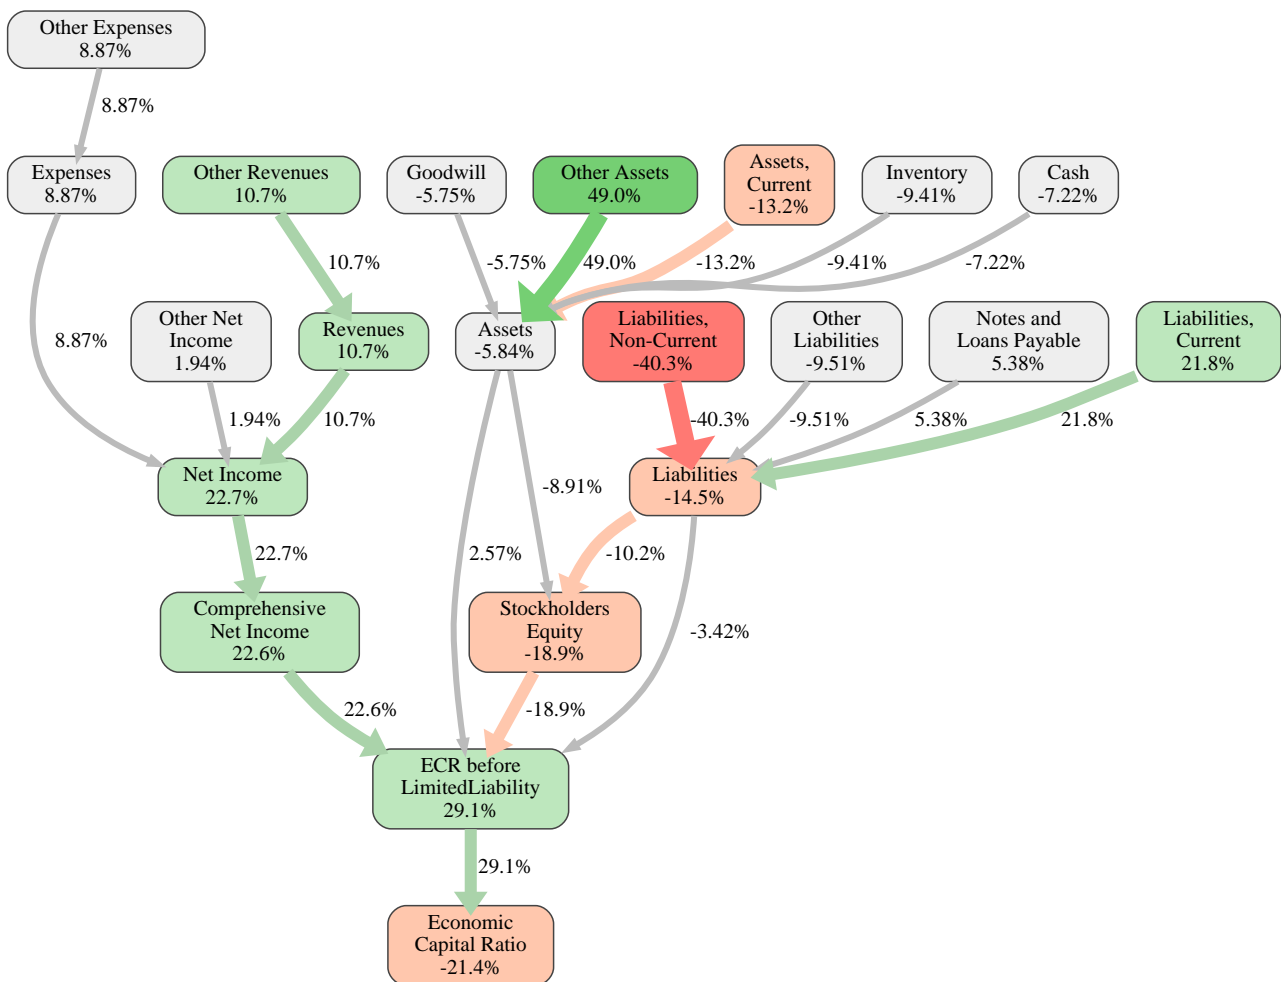 Other Expenses
8.87%
8.87%
Expenses
8.87%
Other Revenues
10.7%
Goodwill
-5.75%
Other Assets
49.0%
Assets,
Current
-13.2%
Inventory
-9.41%
Cash
-7.22%
10.7%
-5.75%
49.0%
-13.2%
-9.41%
-7.22%
8.87%
Other Net
Income
1.94%
Revenues
10.7%
Assets
-5.84%
Liabilities,
Non-Current
-40.3%
Other
Liabilities
-9.51%
Notes and
Loans Payable
5.38%
Liabilities,
Current
21.8%
1.94%
10.7%
-40.3%
-9.51%
5.38%
21.8%
Net Income
22.7%
-8.91%
Liabilities
-14.5%
22.7%
2.57%
-10.2%
Comprehensive
Net Income
22.6%
Stockholders
Equity
-18.9%
-3.42%
22.6%
-18.9%
ECR before
LimitedLiability
29.1%
29.1%
Economic
Capital Ratio
-21.4%